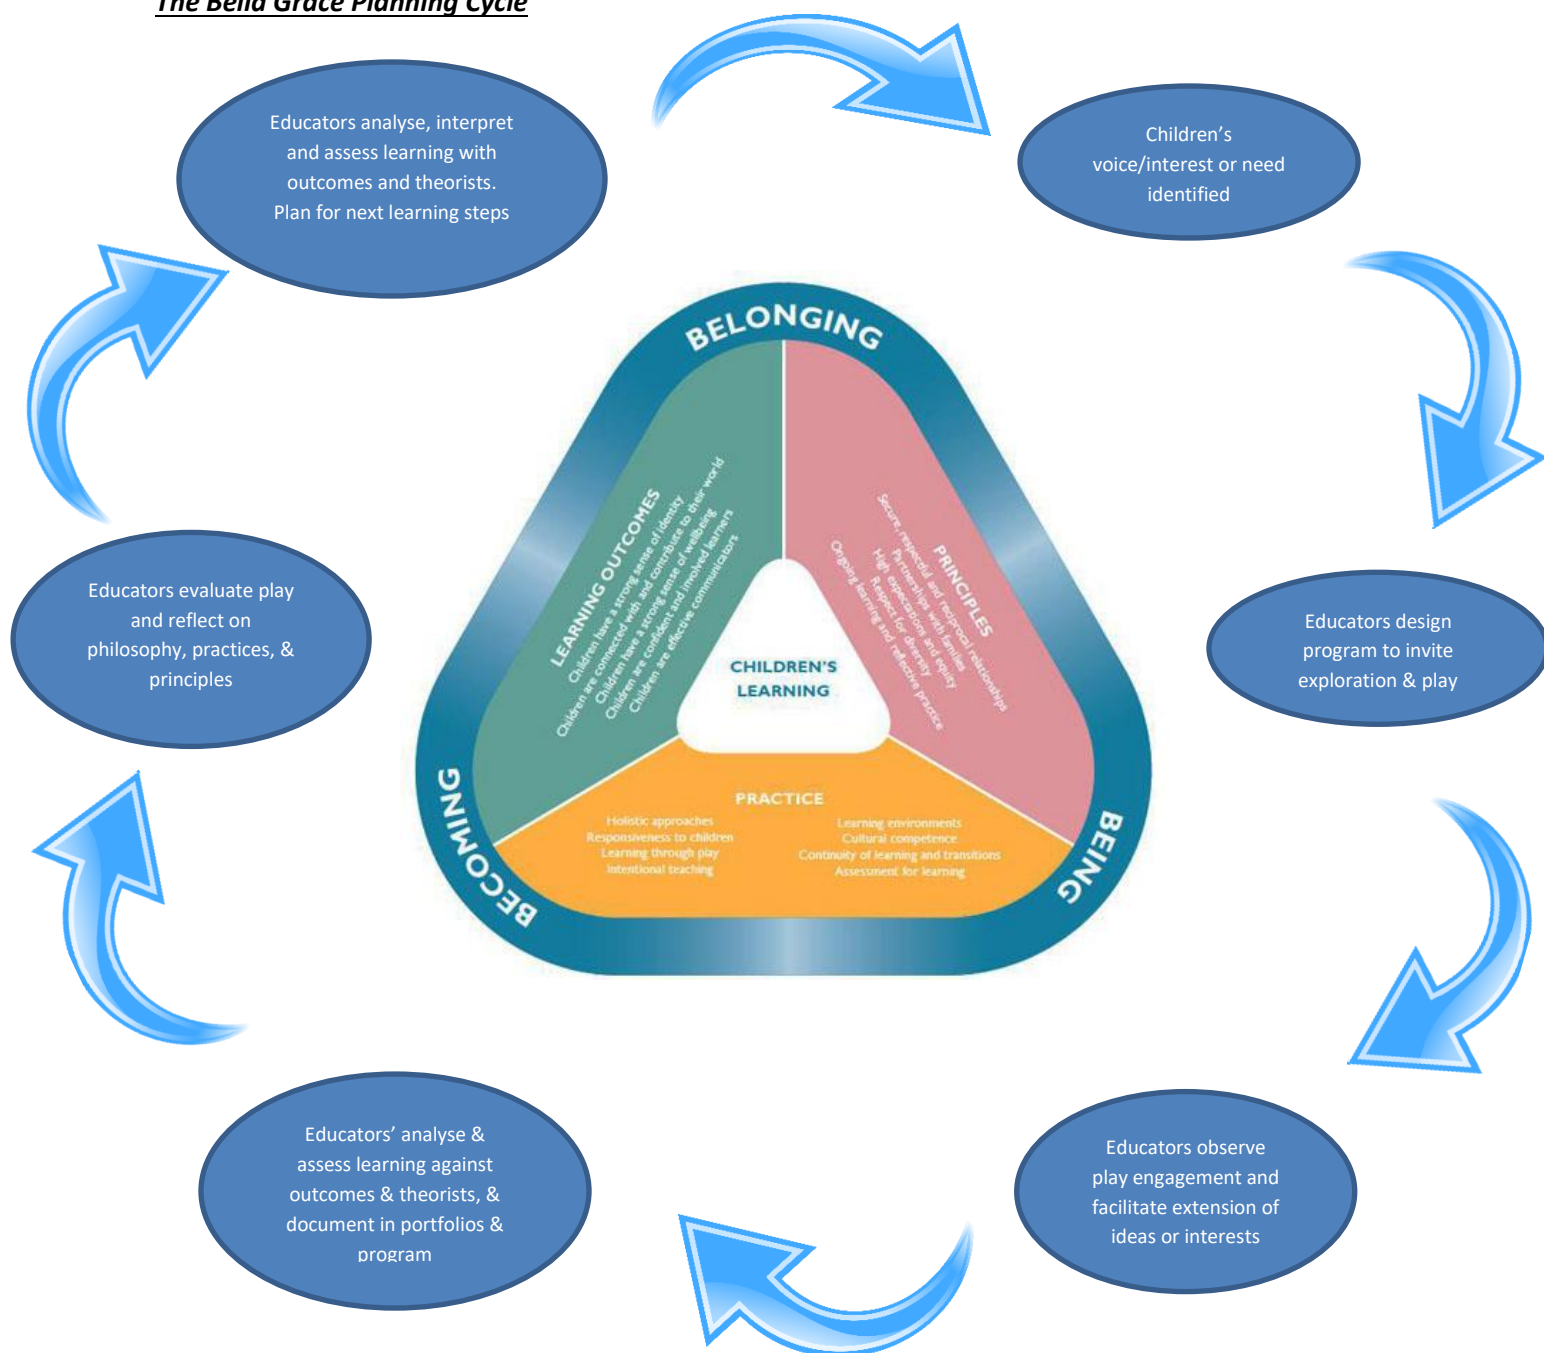 The Bella Grace Planning Cycle
Educators analyse, interpret
and assess learning with
outcomes and theorists.
Plan for next learning steps
Children's
voice/interest or need
identified
Educators design
program to invite
exploration & play
Educators observe
play engagement and
facilitate extension of
ideas or interests
Educators' analyse &
assess learning against
outcomes & theorists, &
document in portfolios &
program
Educators evaluate play
and reflect on
philosophy, practices, &
principles
BELONGING
BEING
BECOMING
LEARNING OUTCOMES
Children have a strong sense of identity
Children are connected with and contribute to their world
Children have a strong sense of wellbeing
Children are confident and involved learners
Children are effective communicators
PRINCIPLES
Secure, respectful and reciprocal relationships
Partnerships with families
High expectations and equity
Respect for diversity
Ongoing learning and reflective practice
CHILDREN'S
LEARNING
PRACTICE
Holistic approaches
Responsiveness to children
Learning through play
Intentional teaching
Learning environments
Cultural competence
Continuity of learning and transitions
Assessment for learning